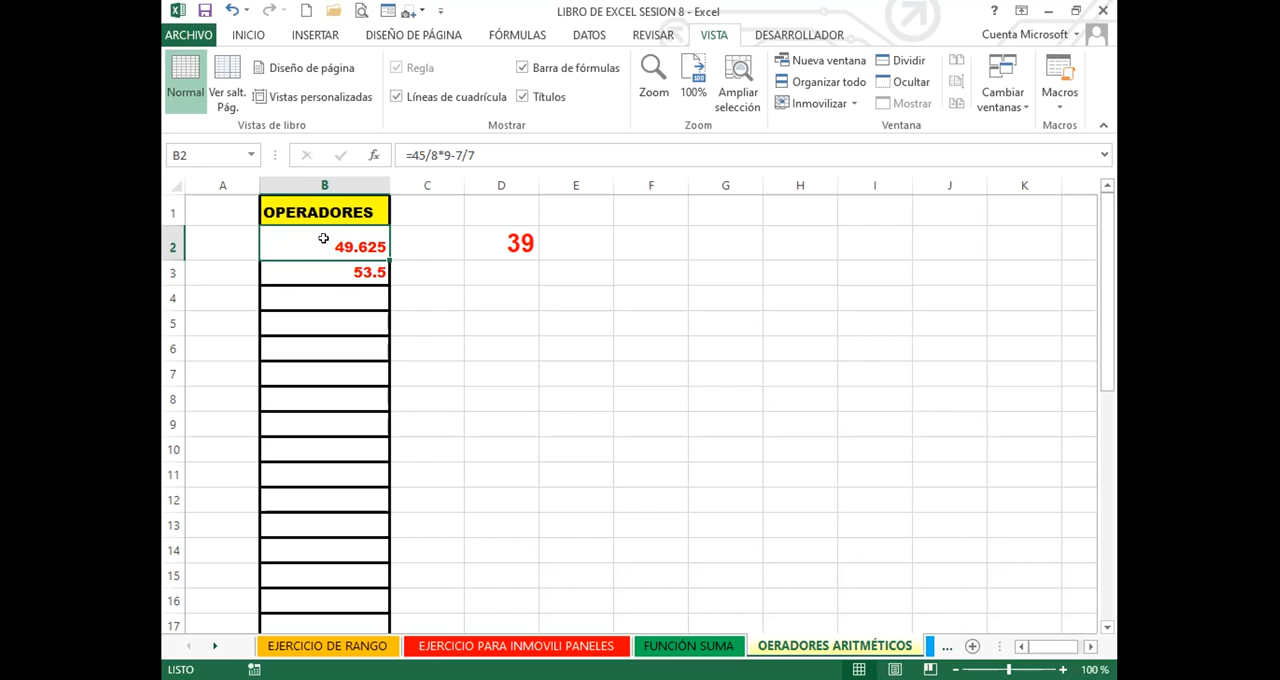 LIBRO DE EXCEL SESION 8 - Excel
?
ARCHIVO INICIO INSERTAR DISEÑO DE PÁGINA FÓRMULAS DATOS REVISAR VISTA DESARROLLADOR Cuenta Microsoft
Normal
Ver salt. Pág.
Diseño de página
Vistas personalizadas
Vistas de libro
Regla
Barra de fórmulas
Líneas de cuadrícula
Títulos
Mostrar
Zoom
100
100%
Ampliar selección
Zoom
Nueva ventana
Organizar todo
Inmovilizar
Dividir
Ocultar
Mostrar
Cambiar ventanas
Ventana
Macros
Macros
B2 fx =45/8*9-7/7
A B C D E F G H I J K
1 OPERADORES
2 49.625 39
3 53.5
4
5
6
7
8
9
10
11
12
13
14
15
16
17
EJERCICIO DE RANGO EJERCICIO PARA INMOVILI PANELES FUNCIÓN SUMA OERADORES ARITMÉTICOS ...
LISTO 100 %